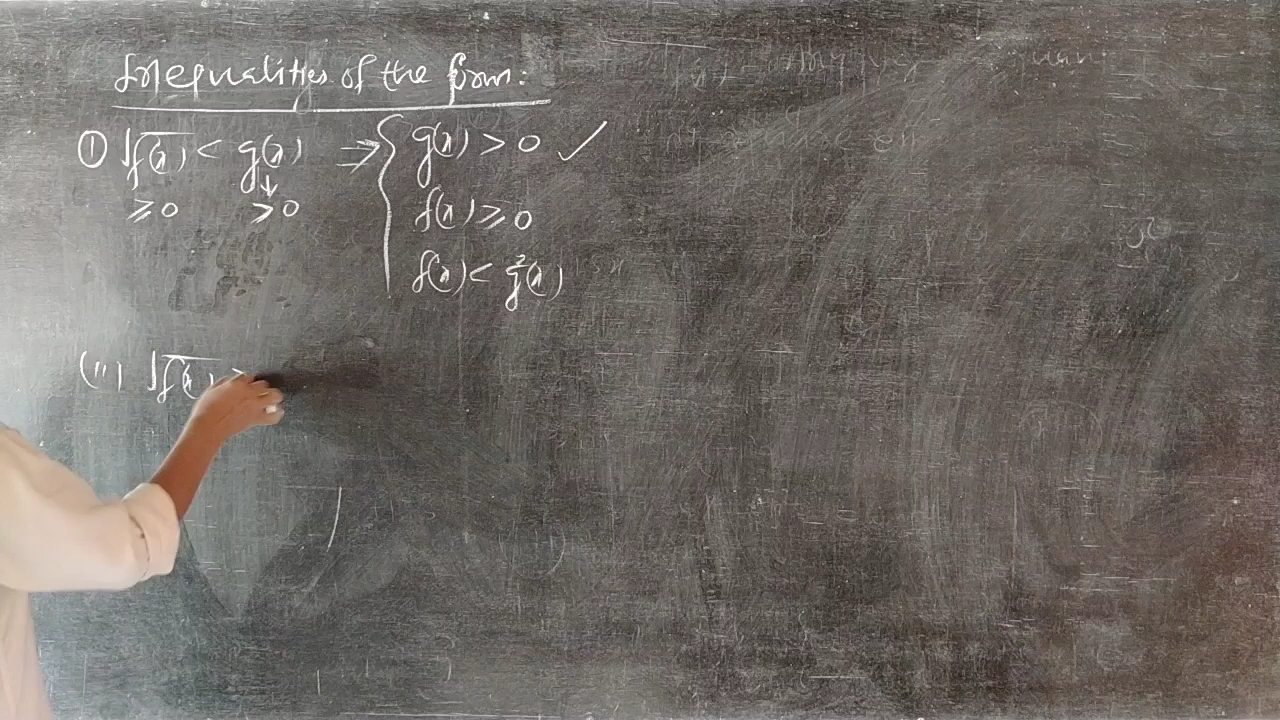 Inequalities of the form:
① √f(x) < g(x) ⇒ { g(x) > 0 ✓
≥ 0 ↓ > 0 f(x) ≥ 0
f(x) < g²(x)
(ii) √f(x) >